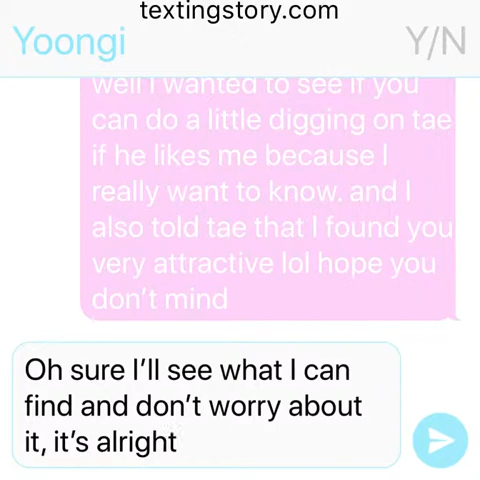 textingstory.com
Yoongi Y/N
well I wanted to see if you
can do a little digging on tae
if he likes me because I
really want to know. and I
also told tae that I found you
very attractive lol hope you
don't mind
Oh sure I'll see what I can
find and don't worry about
it, it's alright